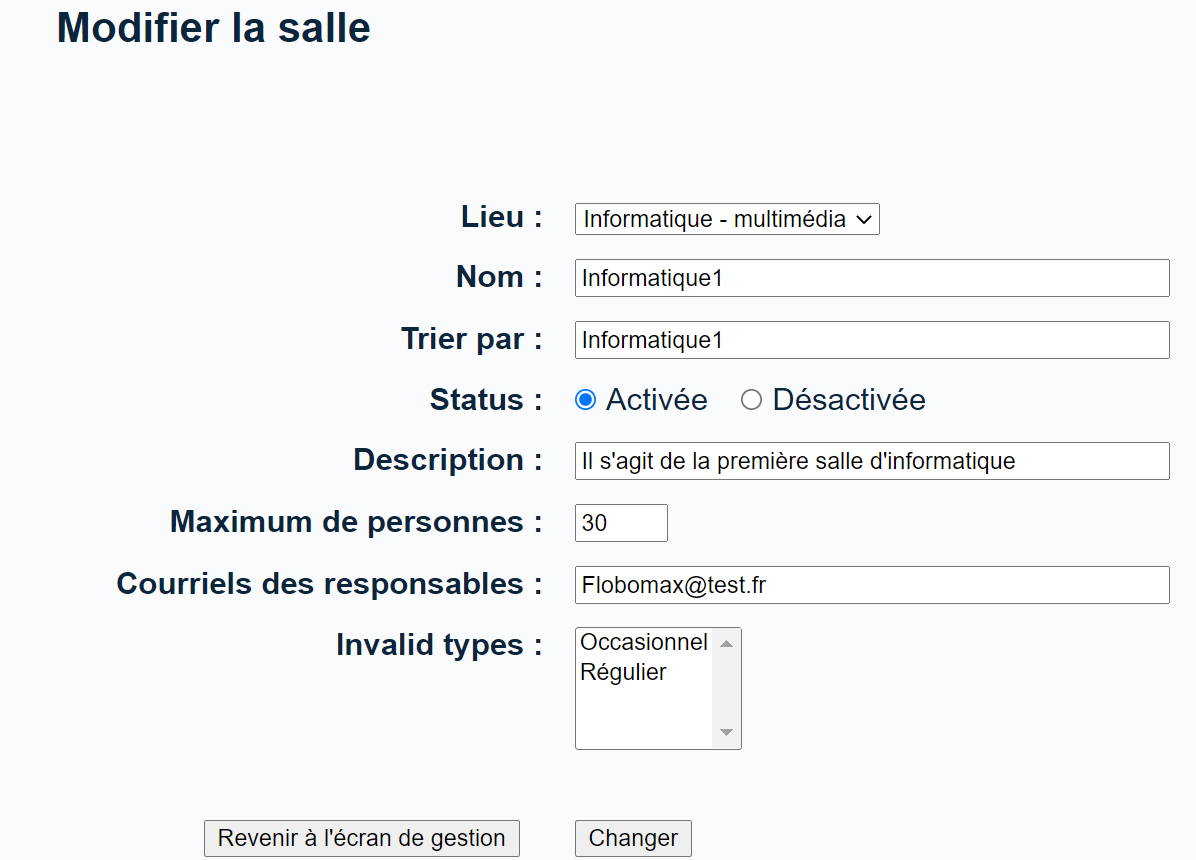 Modifier la salle
Lieu : Informatique - multimédia
Nom : Informatique1
Trier par : Informatique1
Status : Activée Désactivée
Description : Il s'agit de la première salle d'informatique
Maximum de personnes : 30
Courriels des responsables : Flobomax@test.fr
Invalid types : Occasionnel
Régulier
Revenir à l'écran de gestion Changer